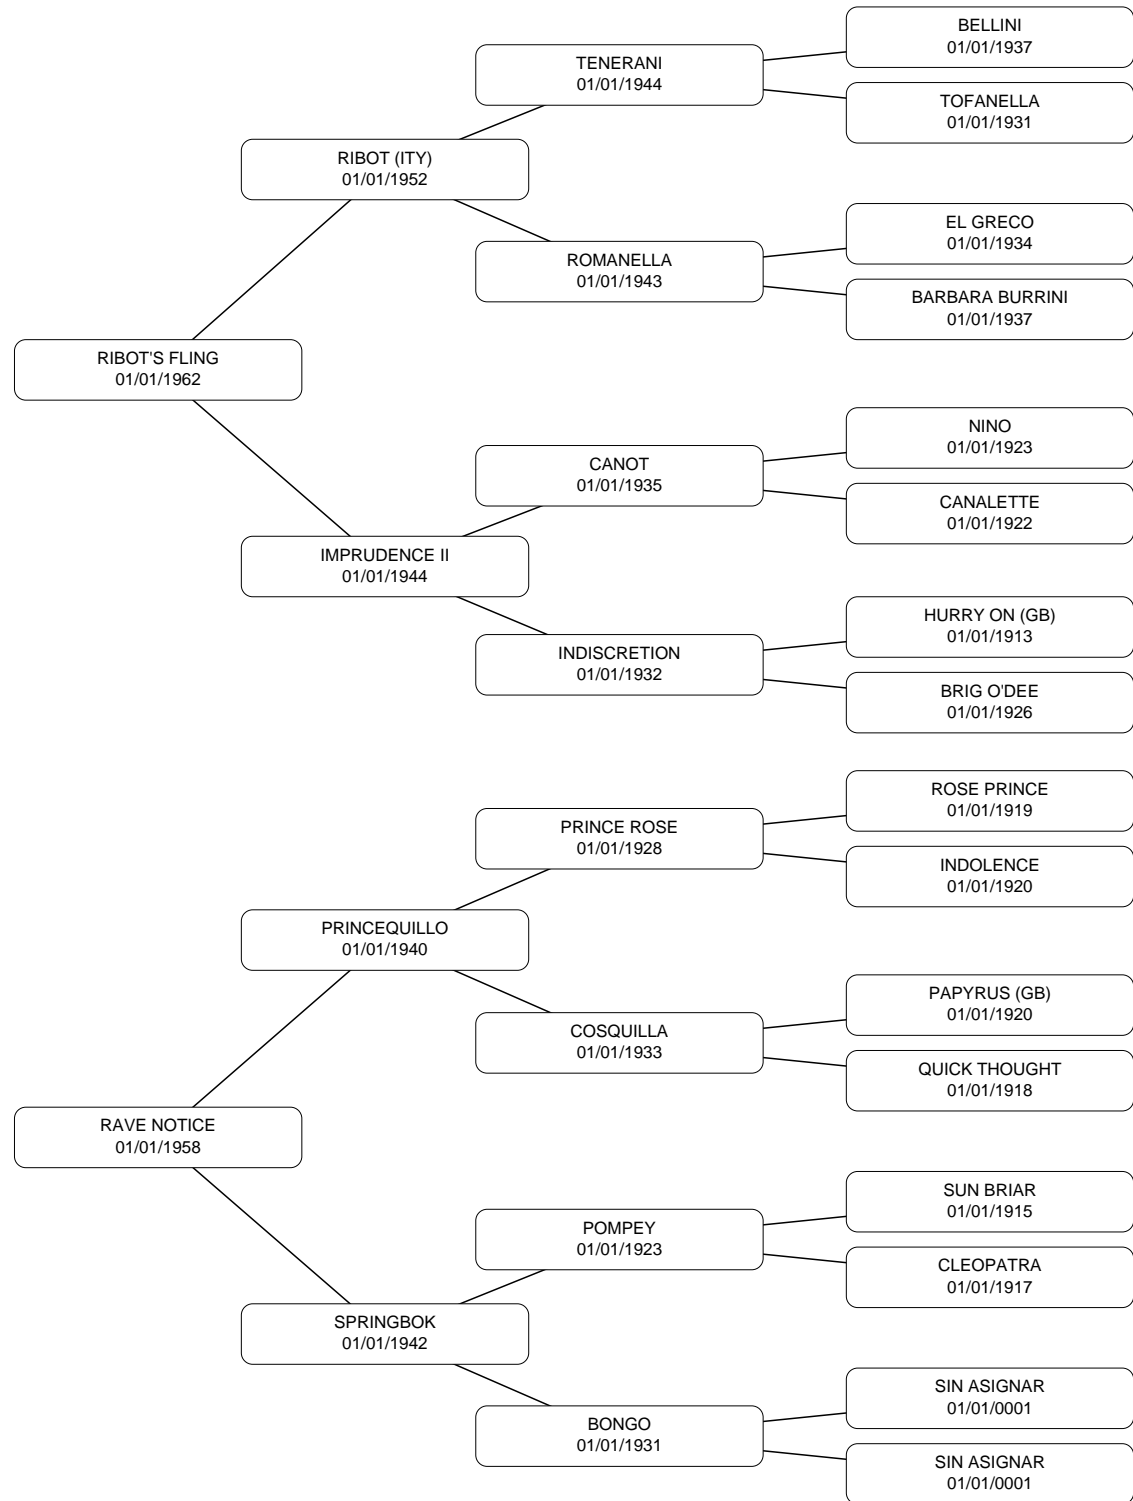 BELLINI
01/01/1937
TENERANI
01/01/1944
TOFANELLA
01/01/1931
RIBOT (ITY)
01/01/1952
EL GRECO
01/01/1934
ROMANELLA
01/01/1943
BARBARA BURRINI
01/01/1937
RIBOT'S FLING
01/01/1962
NINO
01/01/1923
CANOT
01/01/1935
CANALETTE
01/01/1922
IMPRUDENCE II
01/01/1944
HURRY ON (GB)
01/01/1913
INDISCRETION
01/01/1932
BRIG O'DEE
01/01/1926
ROSE PRINCE
01/01/1919
PRINCE ROSE
01/01/1928
INDOLENCE
01/01/1920
PRINCEQUILLO
01/01/1940
PAPYRUS (GB)
01/01/1920
COSQUILLA
01/01/1933
QUICK THOUGHT
01/01/1918
RAVE NOTICE
01/01/1958
SUN BRIAR
01/01/1915
POMPEY
01/01/1923
CLEOPATRA
01/01/1917
SPRINGBOK
01/01/1942
SIN ASIGNAR
01/01/0001
BONGO
01/01/1931
SIN ASIGNAR
01/01/0001